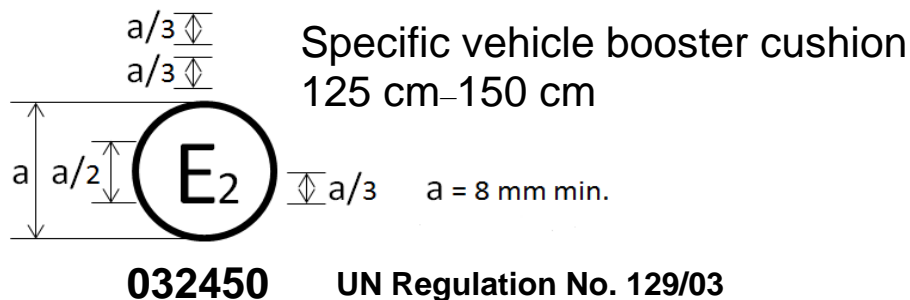 a/3
Specific vehicle booster cushion
a/3
125 cm–150 cm
a a/2 E2 a/3 a = 8 mm min.
032450 UN Regulation No. 129/03